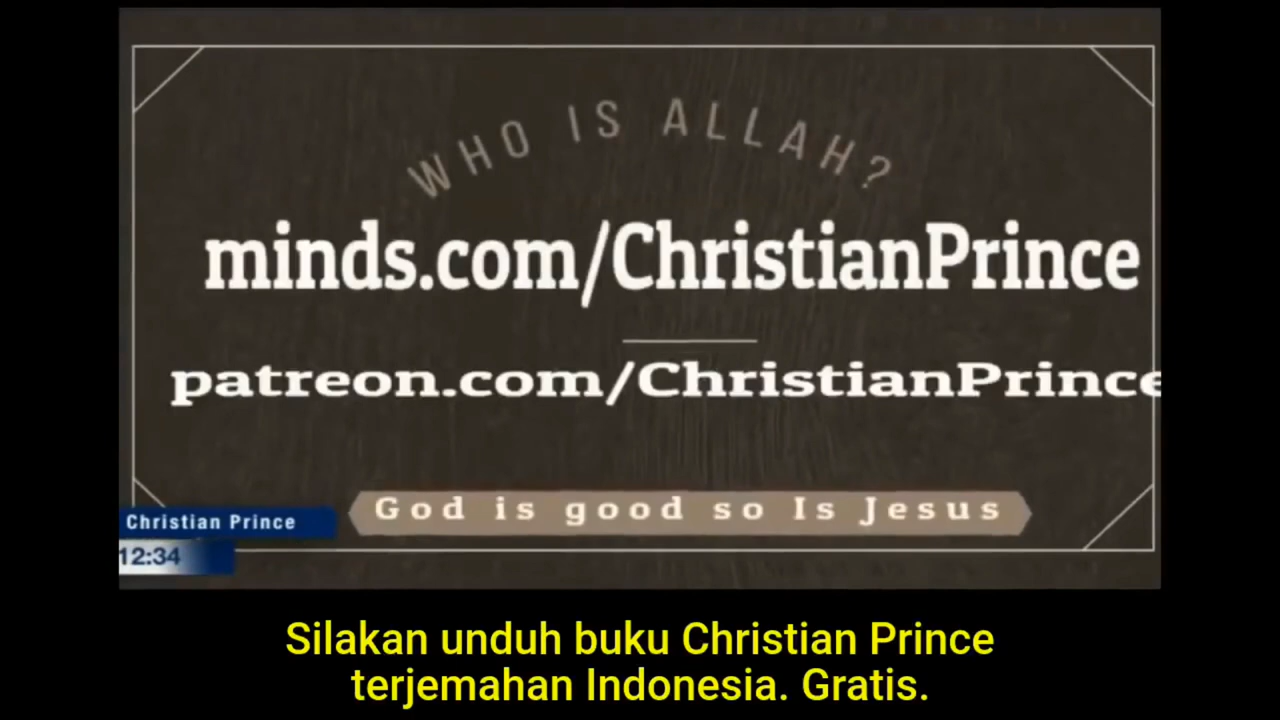 WHO IS ALLAH?
minds.com/ChristianPrince
patreon.com/ChristianPrince
God is good so Is Jesus
Christian Prince
12:34
Silakan unduh buku Christian Prince
terjemahan Indonesia. Gratis.